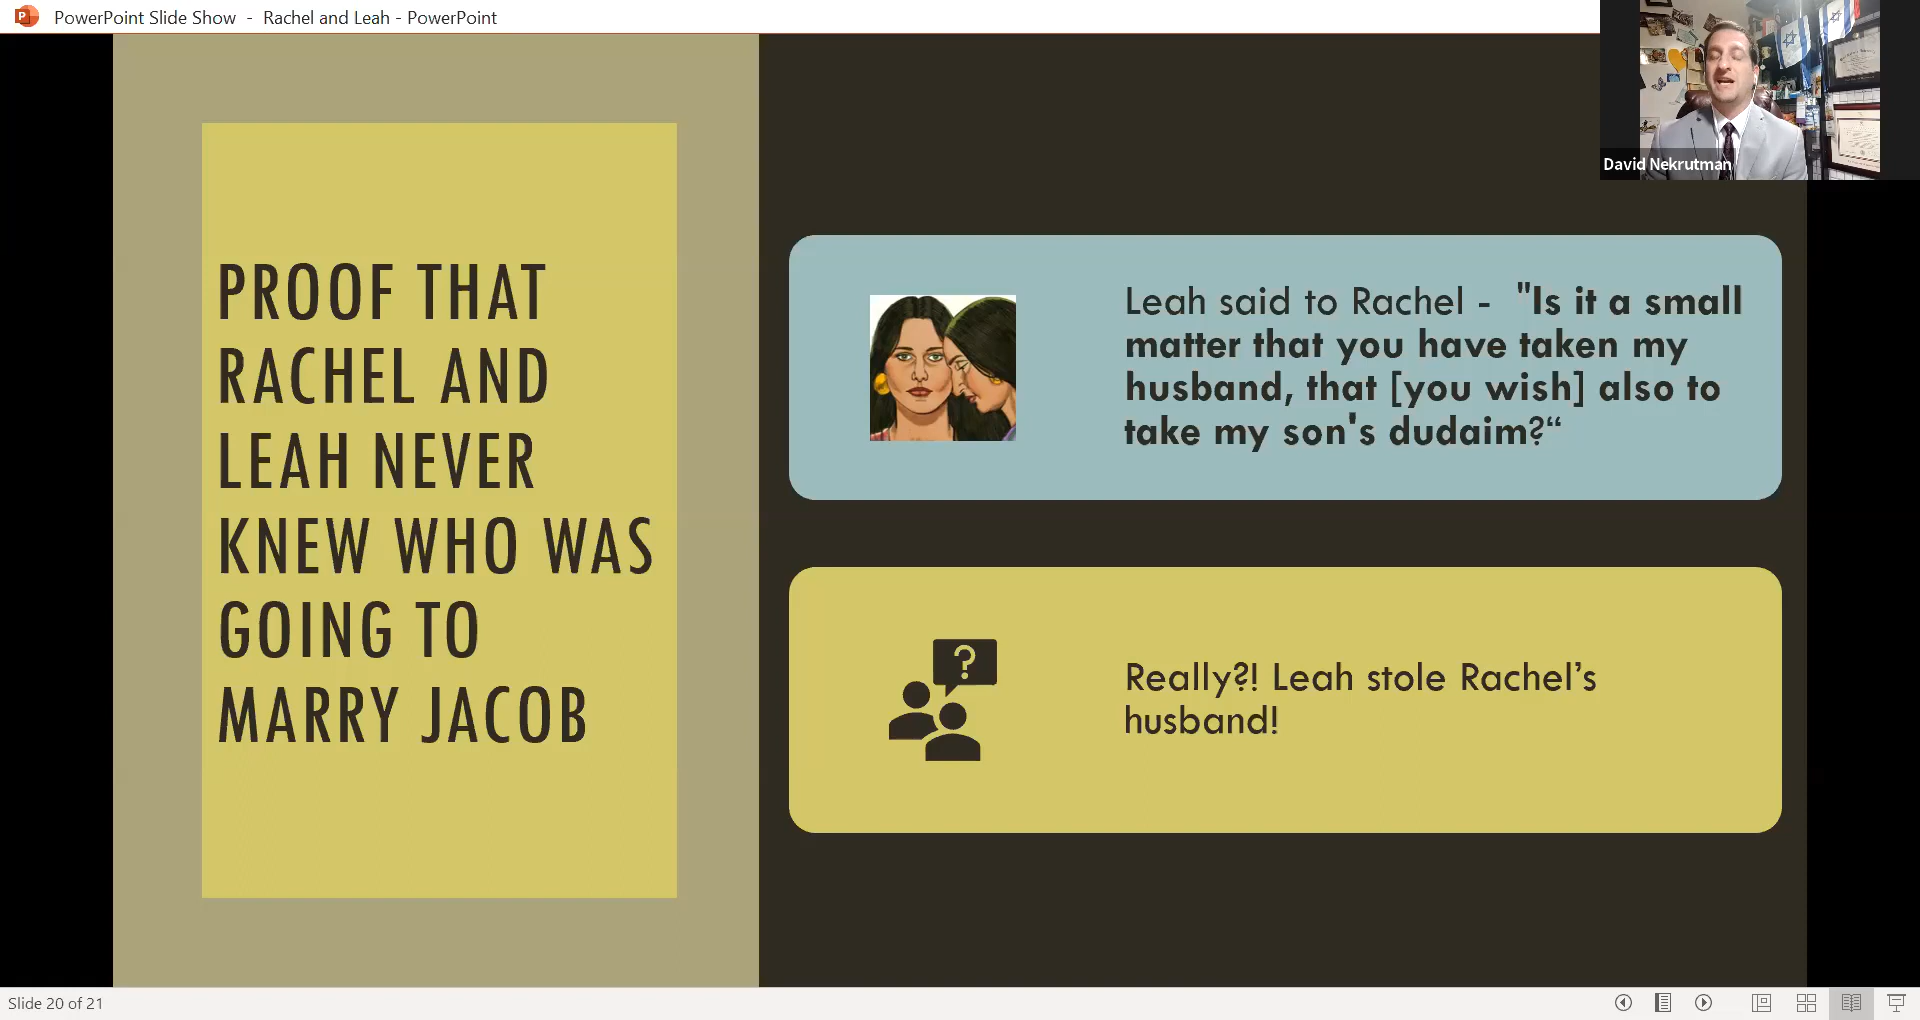 PowerPoint Slide Show - Rachel and Leah - PowerPoint
David Nekrutman
PROOF THAT
RACHEL AND
LEAH NEVER
KNEW WHO WAS
GOING TO
MARRY JACOB
Leah said to Rachel - "Is it a small
matter that you have taken my
husband, that [you wish] also to
take my son's dudaim?“
?
Really?! Leah stole Rachel’s
husband!
Slide 20 of 21